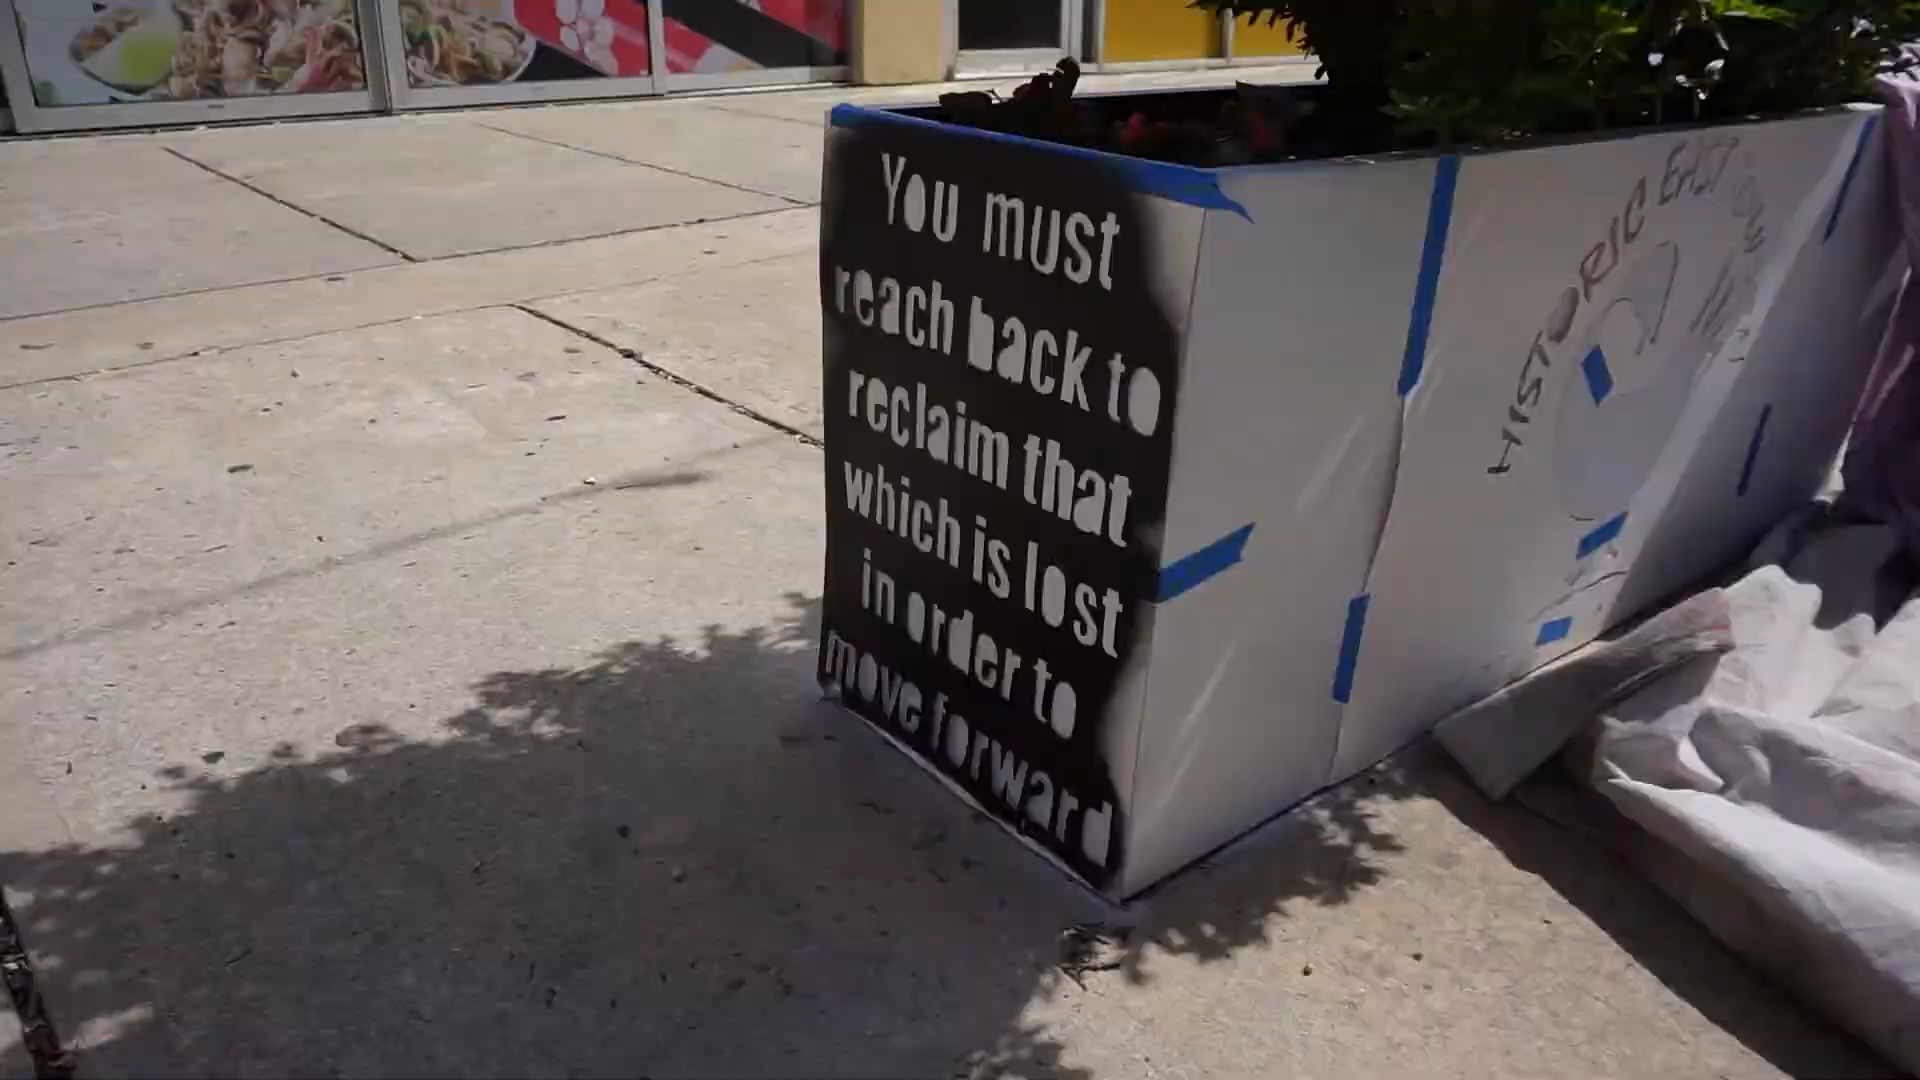 You must
reach back to
reclaim that
which is lost
in order to
move forward
HISTORIC EAST